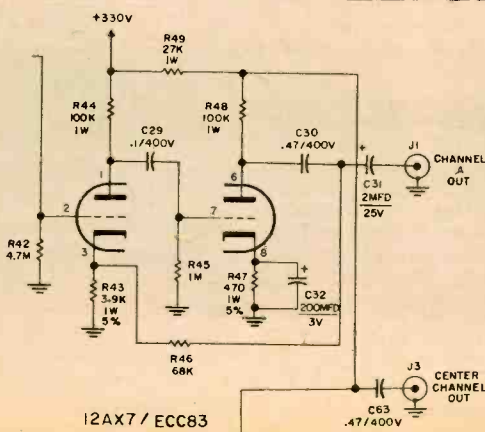 +330V
R49
27K
1W
R44
100K
1W
R48
100K
1W
C29
.1/400V
C30
.47/400V
J1
CHANNEL
A
OUT
+
C31
2MFD
25V
1
6
2
7
3
8
R42
4.7M
R43
3.9K
1W
5%
R45
1M
R47
470
1W
5%
+
C32
200MFD
3V
R46
68K
J3
CENTER
CHANNEL
OUT
C63
.47/400V
12AX7/ECC83